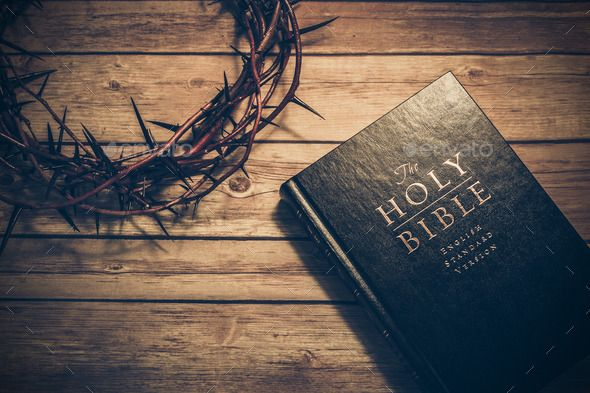 The
HOLY
BIBLE
ENGLISH
STANDARD
VERSION